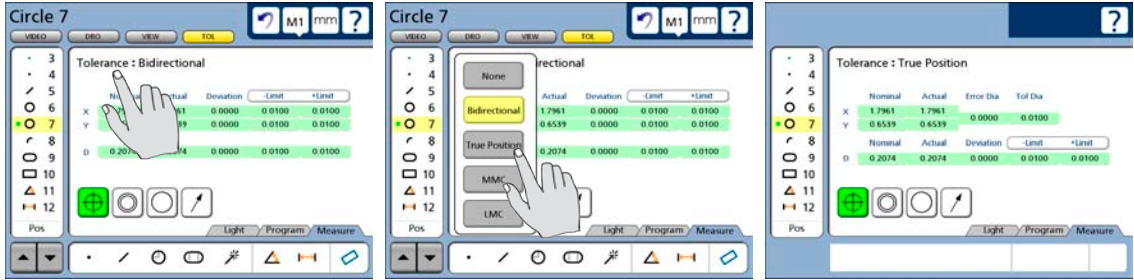 Circle 7
M1 mm ?
VIDEO DRO VIEW TOL
Tolerance : Bidirectional
Actual Deviation -Limit +Limit
X 0.0000 0.0100 0.0100
Y 0.0000 0.0100 0.0100
D 0.2074 0.0000 0.0100 0.0100
3
4
5
6
7
8
9
10
11
12
Pos
Light Program Measure
Circle 7
M1 mm ?
VIDEO DRO VIEW TOL
None
Bidirectional
True Position
MMC
LMC
Actual Deviation -Limit +Limit
1.7961 0.0000 0.0100 0.0100
0.6539 0.0000 0.0100 0.0100
0.2074 0.0000 0.0100 0.0100
3
4
5
6
7
8
9
10
11
12
Pos
Light Program Measure
?
Tolerance : True Position
Nominal Actual Error Dia Tol Dia
X 1.7961 1.7961
0.0000 0.0100
Y 0.6539 0.6539
Nominal Actual Deviation -Limit +Limit
D 0.2074 0.2074 0.0000 0.0100 0.0100
3
4
5
6
7
8
9
10
11
12
Pos
Light Program Measure